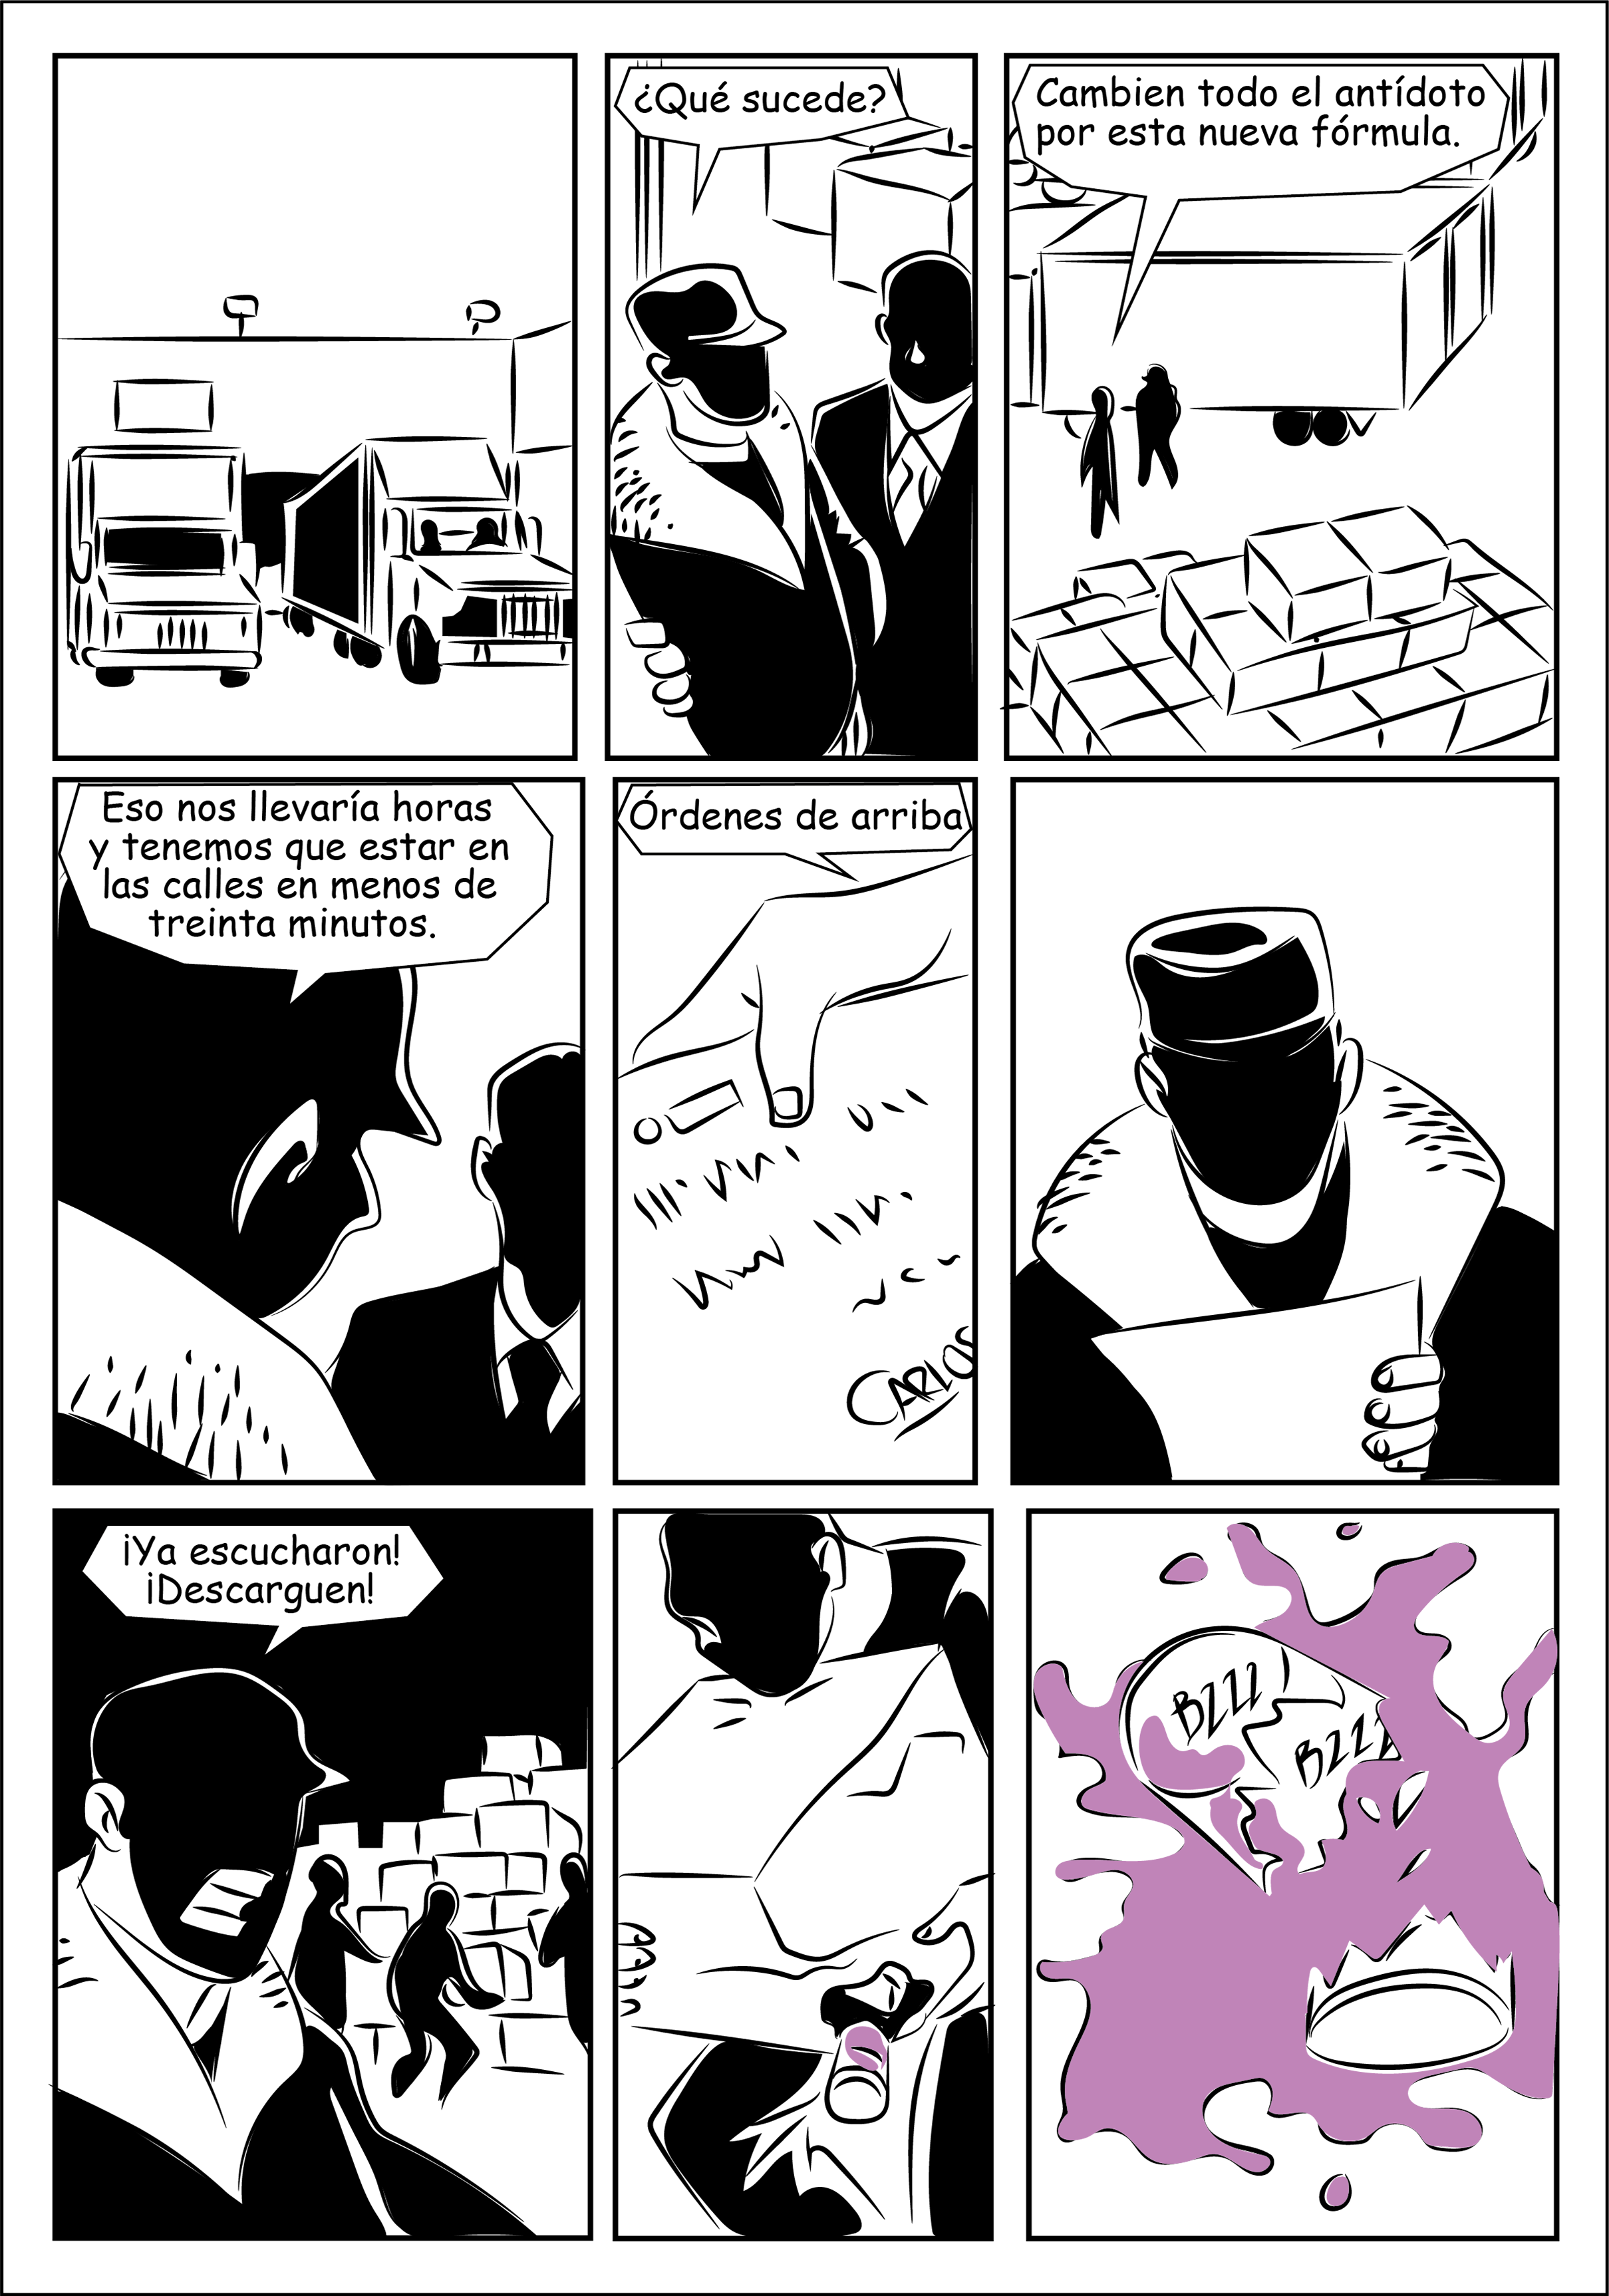 ¿Qué sucede?
Cambien todo el antídoto
por esta nueva fórmula.
Eso nos llevaría horas
y tenemos que estar en
las calles en menos de
treinta minutos.
Órdenes de arriba
CARLOS
¡Ya escucharon!
¡Descarguen!
BZZZ
BZZZ